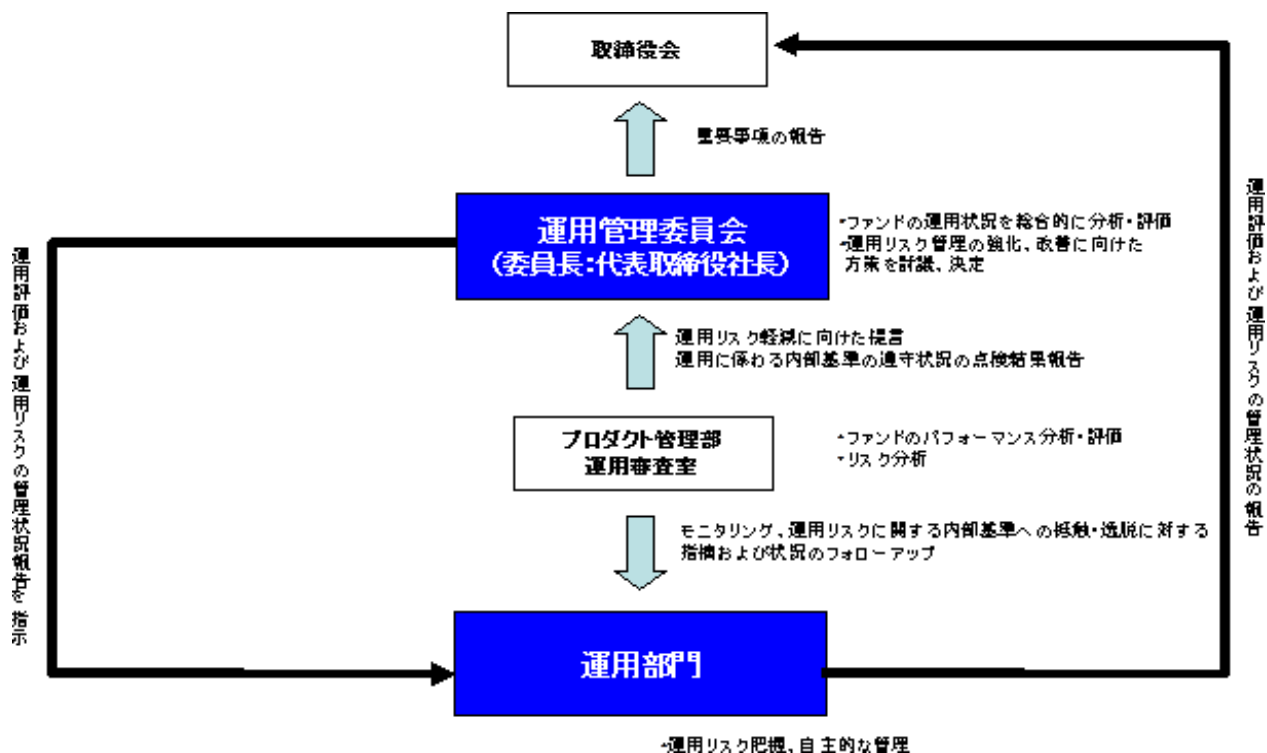 取締役会
重要事項の報告
運用管理委員会
(委員長:代表取締役社長)
・ファンドの運用状況を総合的に分析・評価
・運用リスク管理の強化、改善に向けた
方策を討議、決定
運用リスク軽減に向けた提言
運用に係わる内部基準の遵守状況の点検結果報告
プロダクト管理部
運用審査室
・ファンドのパフォーマンス分析・評価
・リスク分析
モニタリング、運用リスクに関する内部基準への抵触・逸脱に対する
指摘および状況のフォローアップ
運用部門
・運用リスク把握、自主的な管理
運用評価および運用リスクの管理状況報告を指示
運用評価および運用リスクの管理状況の報告